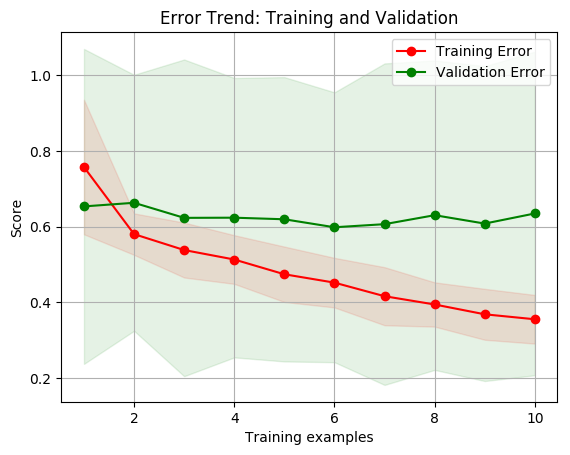 Error Trend: Training and Validation
Training Error
Validation Error
1.0
0.8
0.6
0.4
0.2
Score
2 4 6 8 10
Training examples